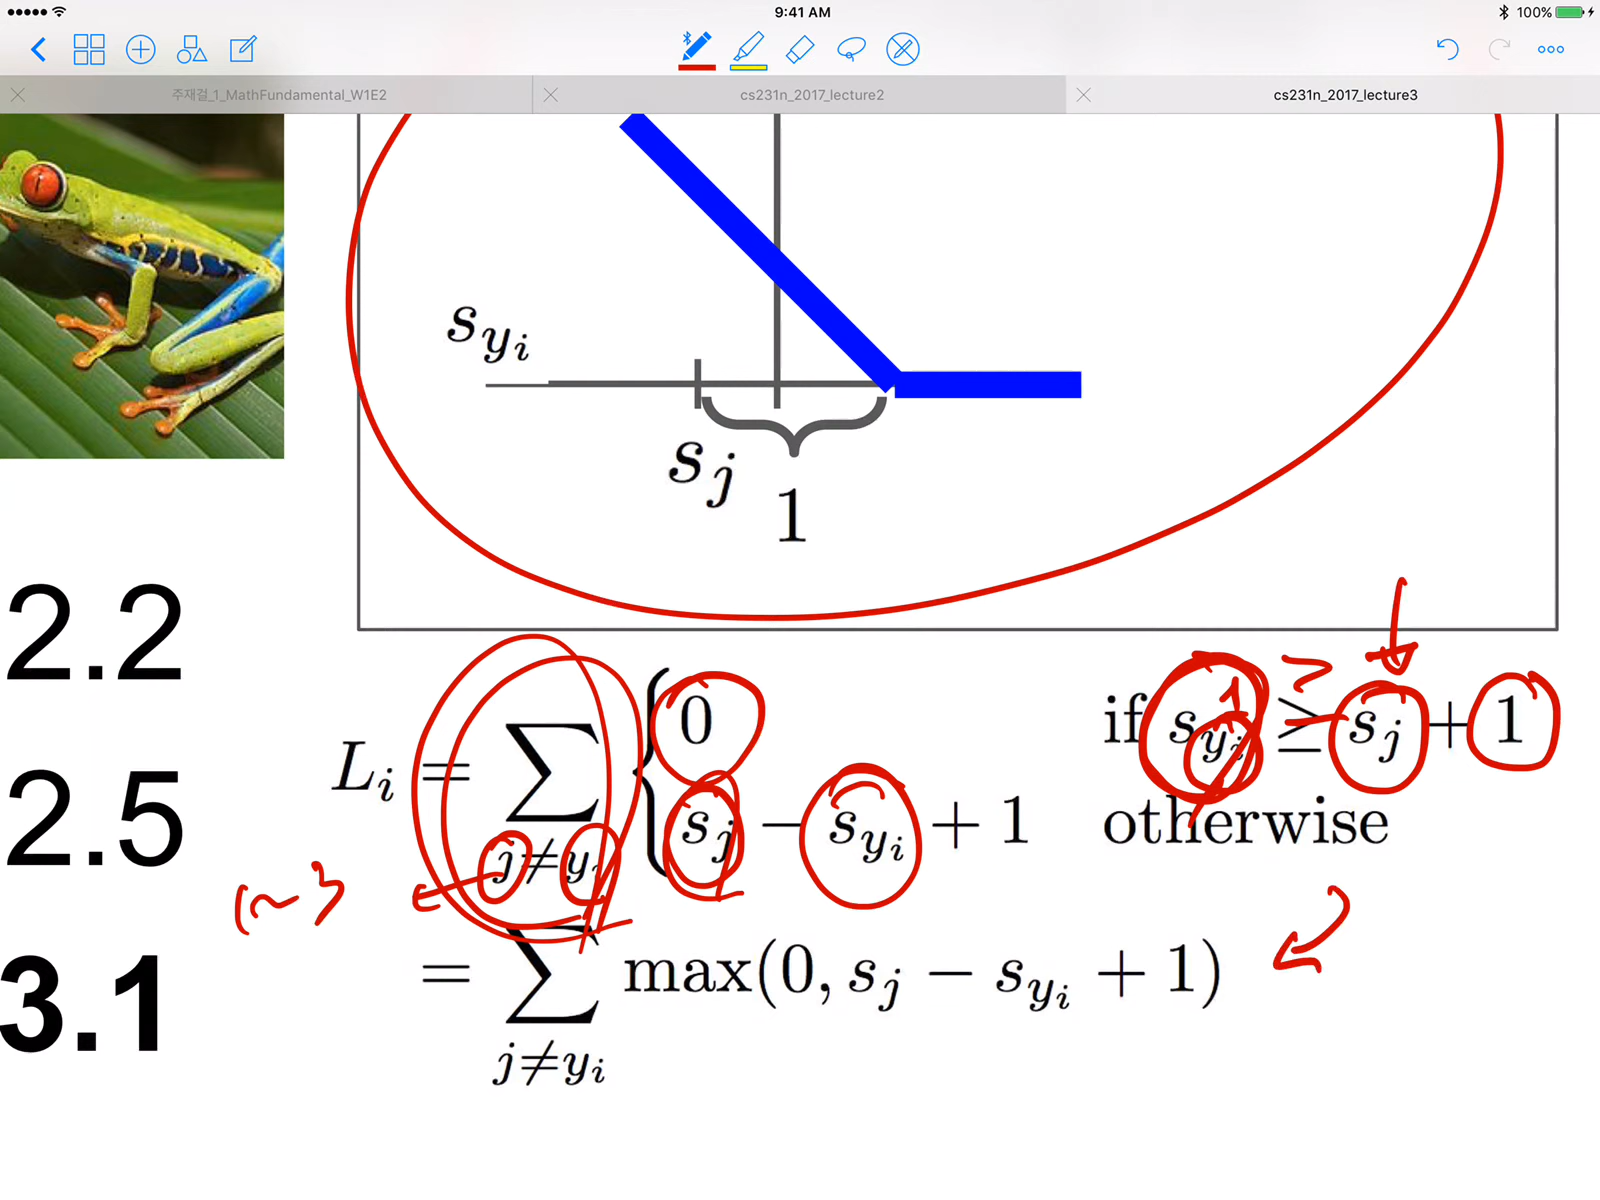 9:41 AM
100%
주재걸_1_MathFundamental_W1E2
cs231n_2017_lecture2
cs231n_2017_lecture3
s_{y_i}
s_j
1
2.2
2.5
3.1
L_i = ∑_{j≠y_i} { 0 if s_{y_i} ≥ s_j + 1
s_j − s_{y_i} + 1 otherwise
= ∑_{j≠y_i} max(0, s_j − s_{y_i} + 1)
1~3